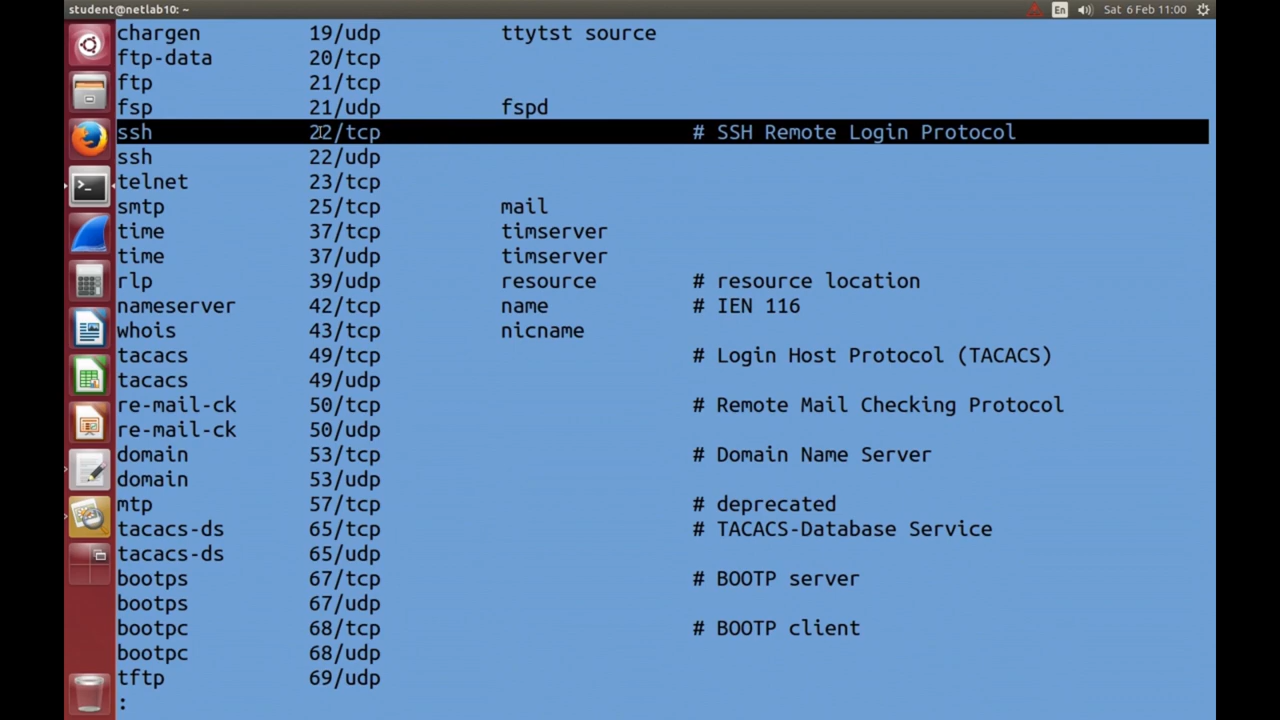 student@netlab10: ~ En Sat 6 Feb 11:00
chargen 19/udp ttytst source
ftp-data 20/tcp
ftp 21/tcp
fsp 21/udp fspd
ssh 22/tcp # SSH Remote Login Protocol
ssh 22/udp
telnet 23/tcp
smtp 25/tcp mail
time 37/tcp timserver
time 37/udp timserver
rlp 39/udp resource # resource location
nameserver 42/tcp name # IEN 116
whois 43/tcp nicname
tacacs 49/tcp # Login Host Protocol (TACACS)
tacacs 49/udp
re-mail-ck 50/tcp # Remote Mail Checking Protocol
re-mail-ck 50/udp
domain 53/tcp # Domain Name Server
domain 53/udp
mtp 57/tcp # deprecated
tacacs-ds 65/tcp # TACACS-Database Service
tacacs-ds 65/udp
bootps 67/tcp # BOOTP server
bootps 67/udp
bootpc 68/tcp # BOOTP client
bootpc 68/udp
tftp 69/udp
: